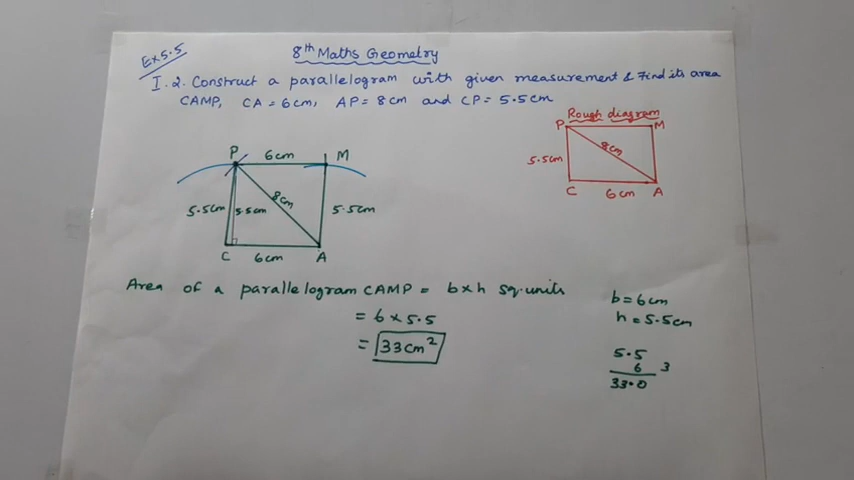 Ex 5.5
8th Maths Geometry
I. 2. Construct a parallelogram with given measurement & Find its area
CAMP, CA = 6cm, AP = 8cm and CP = 5.5cm
Rough diagram
P M
8cm
5.5cm
C 6cm A
P 6cm M
8cm
5.5cm 5.5cm 5.5cm
C 6cm A
Area of a parallelogram CAMP = b×h sq.units
= 6 × 5.5
= 33cm²
b = 6cm
h = 5.5cm
5.5
6 3
33.0